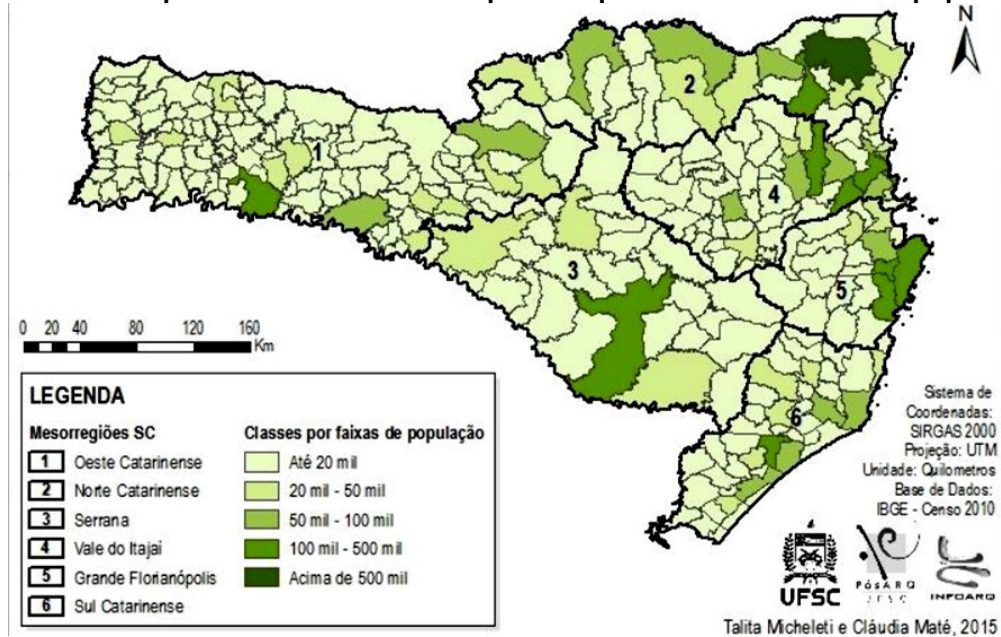 N
1
2
3
4
5
6
0 20 40 80 120 160
Km
LEGENDA
Mesorregiões SC
1 Oeste Catarinense
2 Norte Catarinense
3 Serrana
4 Vale do Itajaí
5 Grande Florianópolis
6 Sul Catarinense
Classes por faixas de população
Até 20 mil
20 mil - 50 mil
50 mil - 100 mil
100 mil - 500 mil
Acima de 500 mil
Sistema de
Coordenadas:
SIRGAS 2000
Projeção: UTM
Unidade: Quilometros
Base de Dados:
IBGE - Censo 2010
UFSC
PósARQ
UFSC
INFOARQ
Talita Micheleti e Cláudia Maté, 2015